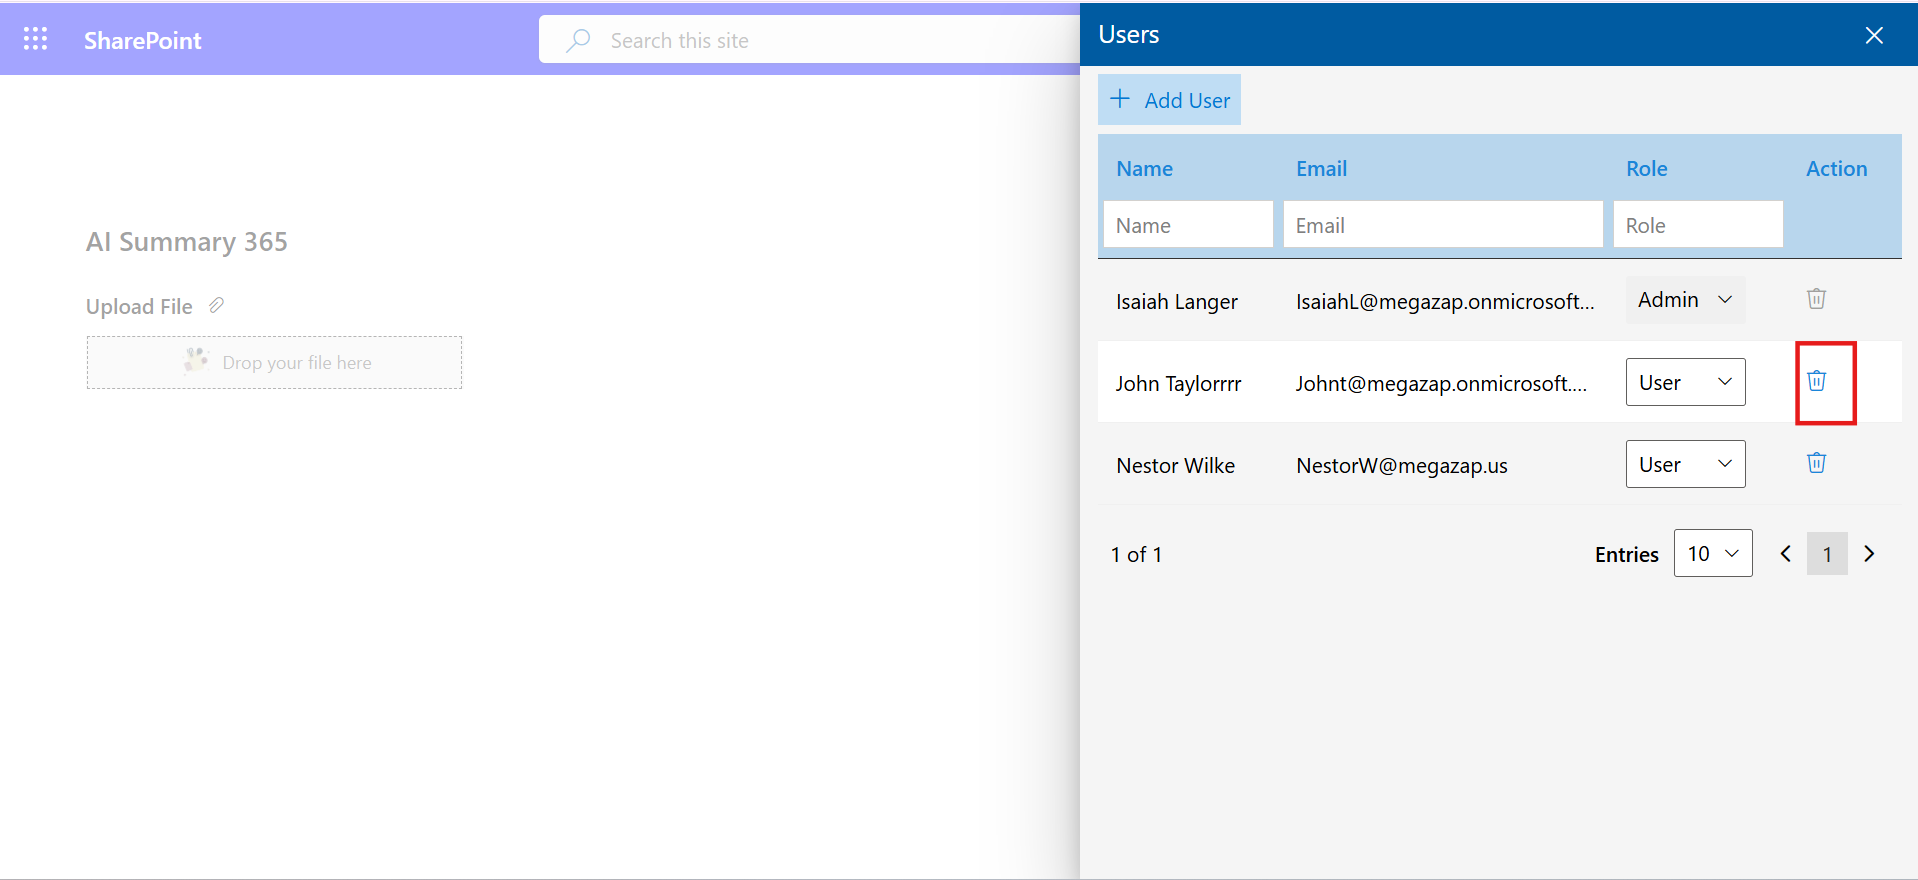 SharePoint
Search this site
Users
Add User
Name Email Role Action
Name Email Role
AI Summary 365
Upload File
Drop your file here
Isaiah Langer IsaiahL@megazap.onmicrosoft... Admin
John Taylorrrr Johnt@megazap.onmicrosoft.... User
Nestor Wilke NestorW@megazap.us User
1 of 1 Entries 10 1